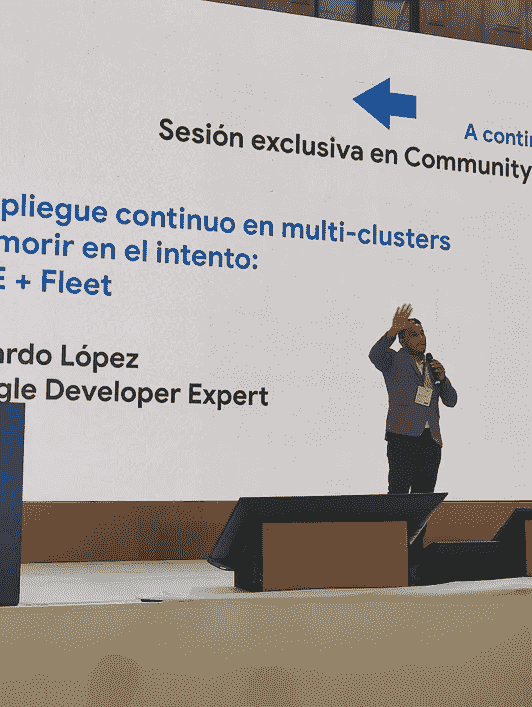 A contin
Sesión exclusiva en Community
pliegue continuo en multi-clusters
morir en el intento:
E + Fleet
ardo López
gle Developer Expert